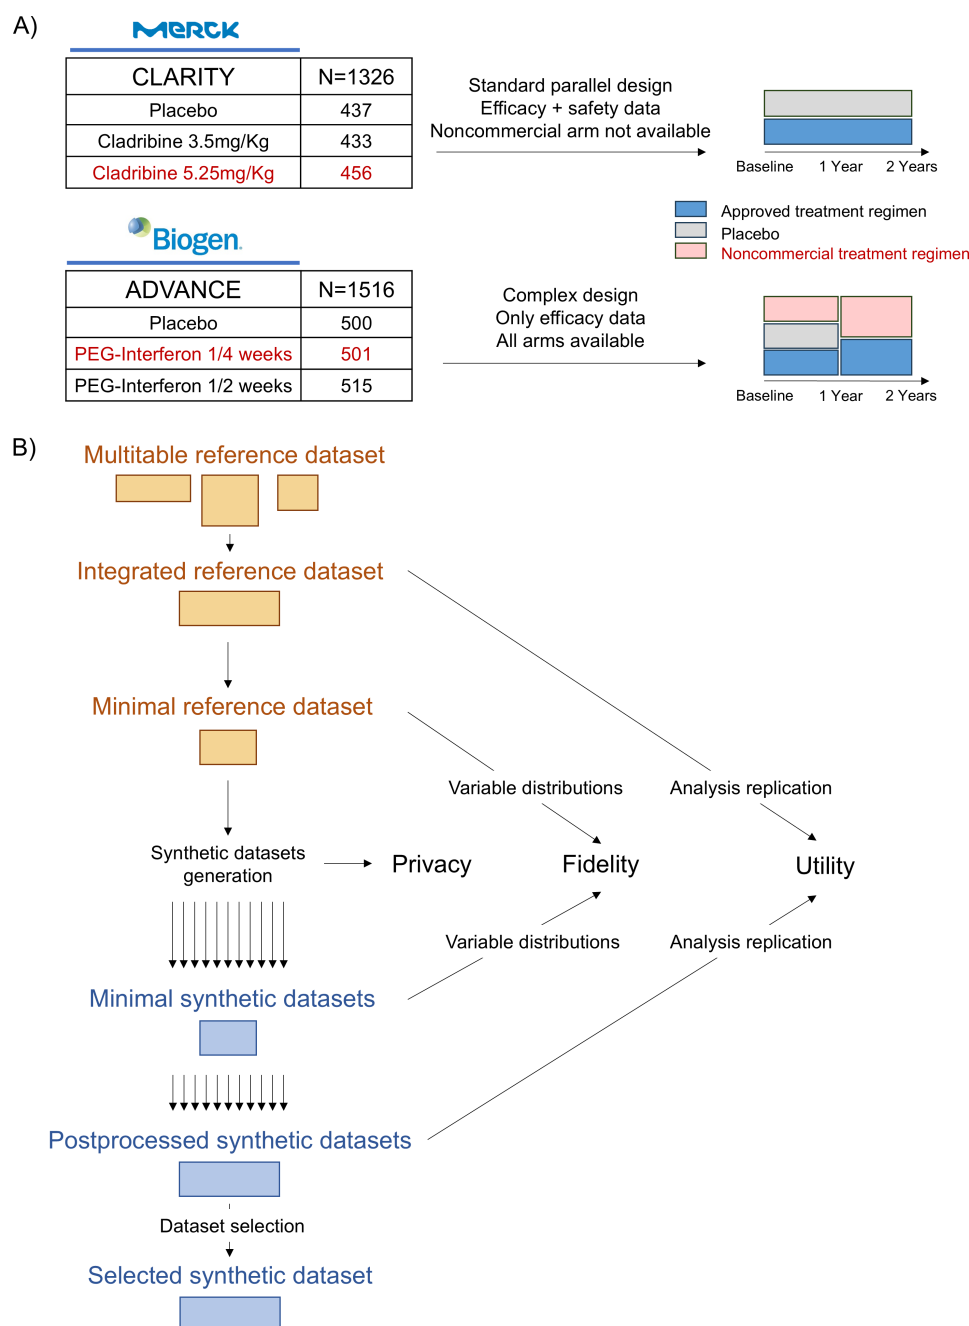 A)
MERCK
CLARITY N=1326
Placebo 437
Cladribine 3.5mg/Kg 433
Cladribine 5.25mg/Kg 456
Standard parallel design
Efficacy + safety data
Noncommercial arm not available
Baseline 1 Year 2 Years
Approved treatment regimen
Placebo
Noncommercial treatment regimen
Biogen.
ADVANCE N=1516
Placebo 500
PEG-Interferon 1/4 weeks 501
PEG-Interferon 1/2 weeks 515
Complex design
Only efficacy data
All arms available
Baseline 1 Year 2 Years
B)
Multitable reference dataset
Integrated reference dataset
Minimal reference dataset
Variable distributions Analysis replication
Synthetic datasets
generation
Privacy Fidelity Utility
Variable distributions Analysis replication
Minimal synthetic datasets
Postprocessed synthetic datasets
Dataset selection
Selected synthetic dataset